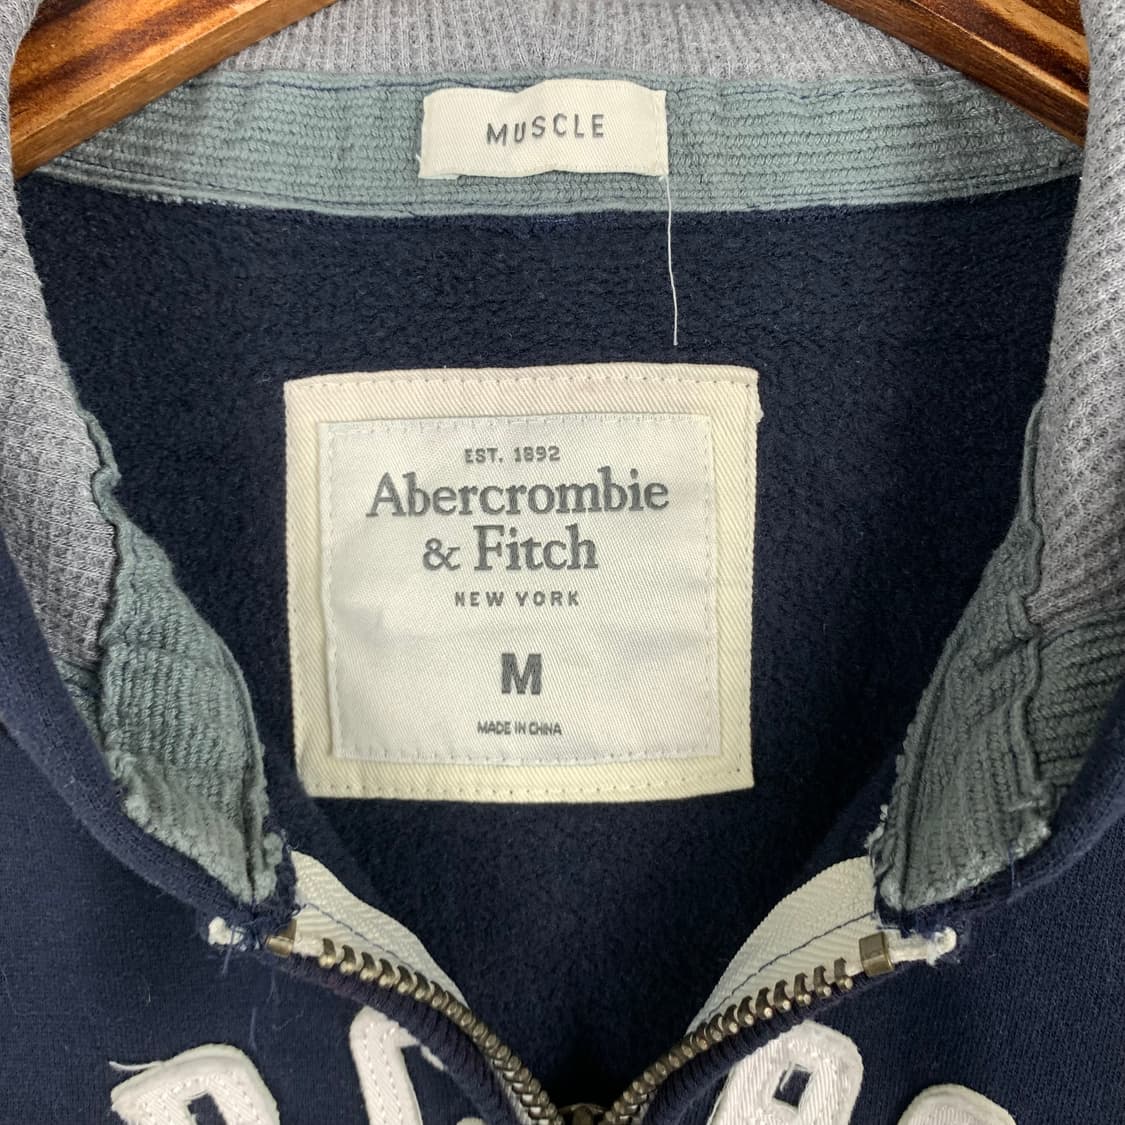 MUSCLE
EST. 1892
Abercrombie
& Fitch
NEW YORK
M
MADE IN CHINA